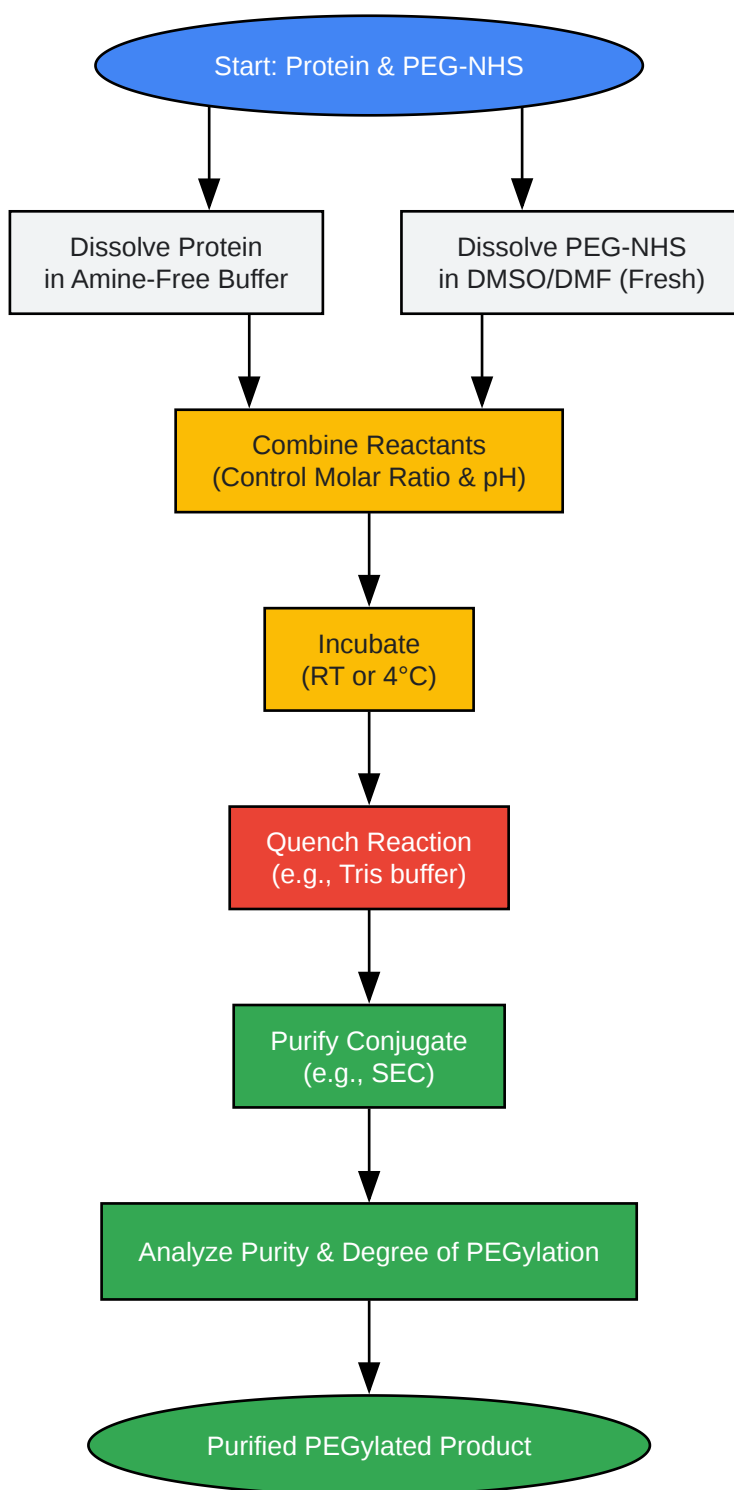 Start: Protein & PEG-NHS
Dissolve Protein
in Amine-Free Buffer
Dissolve PEG-NHS
in DMSO/DMF (Fresh)
Combine Reactants
(Control Molar Ratio & pH)
Incubate
(RT or 4°C)
Quench Reaction
(e.g., Tris buffer)
Purify Conjugate
(e.g., SEC)
Analyze Purity & Degree of PEGylation
Purified PEGylated Product